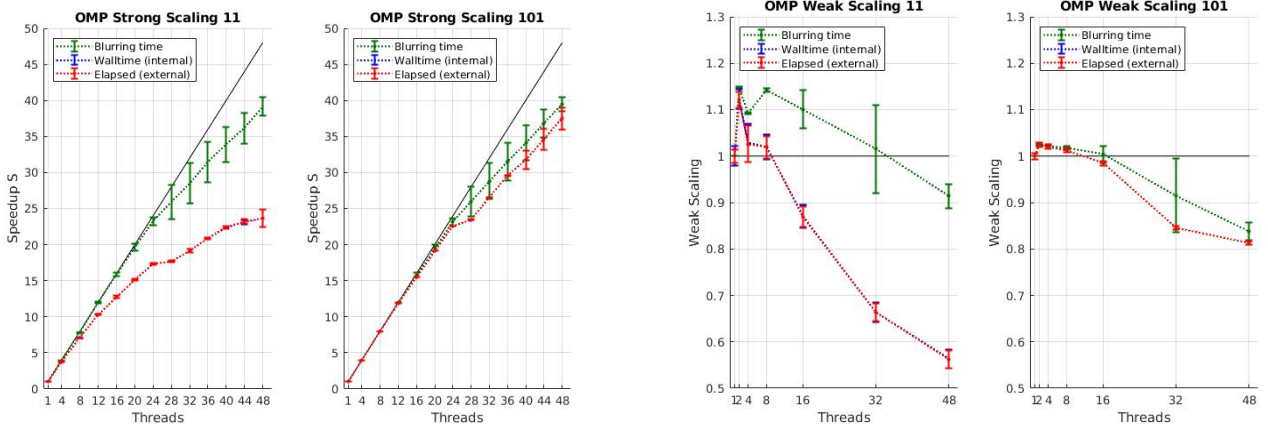 OMP Strong Scaling 11
50
45
40
35
30
25
20
15
10
5
0
Speedup S
Blurring time
Walltime (internal)
Elapsed (external)
1 4 8 12 16 20 24 28 32 36 40 44 48
Threads
OMP Strong Scaling 101
50
45
40
35
30
25
20
15
10
5
0
Speedup S
Blurring time
Walltime (internal)
Elapsed (external)
1 4 8 12 16 20 24 28 32 36 40 44 48
Threads
OMP Weak Scaling 11
1.3
1.2
1.1
1
0.9
0.8
0.7
0.6
0.5
Weak Scaling
Blurring time
Walltime (internal)
Elapsed (external)
1 2 4 8 16 32 48
Threads
OMP Weak Scaling 101
1.3
1.2
1.1
1
0.9
0.8
0.7
0.6
0.5
Weak Scaling
Blurring time
Walltime (internal)
Elapsed (external)
1 2 4 8 16 32 48
Threads